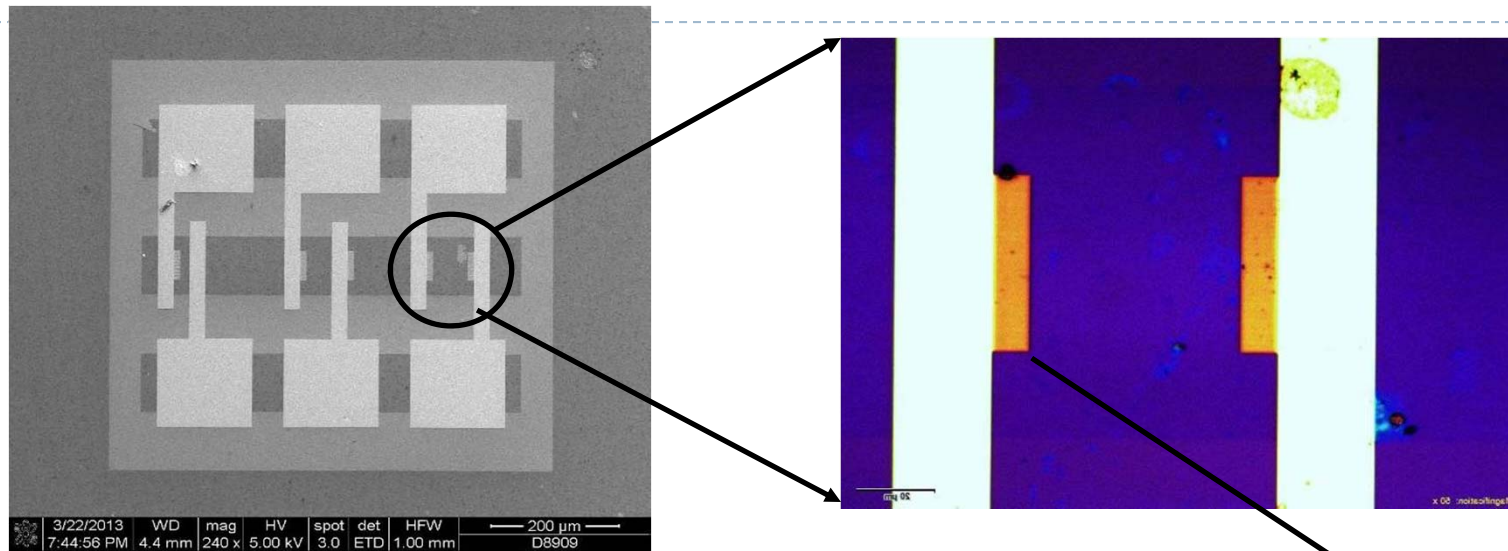 3/22/2013 WD mag HV spot det HFW 200 µm
7:44:56 PM 4.4 mm 240 x 5.00 kV 3.0 ETD 1.00 mm D8909
20 µm
Magnification: 50 x